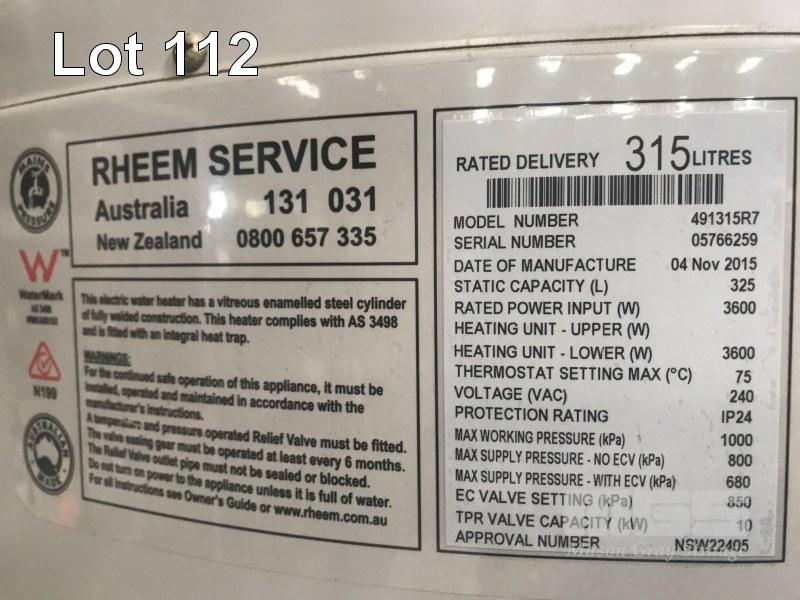 Lot 112
MAINS
PRESSURE
WaterMark
AS 3498
N199
AUSTRALIAN
MADE
RHEEM SERVICE
Australia 131 031
New Zealand 0800 657 335
This electric water heater has a vitreous enamelled steel cylinder
of fully welded construction. This heater complies with AS 3498
and is fitted with an integral heat trap.
WARNINGS:
For the continued safe operation of this appliance, it must be
installed, operated and maintained in accordance with the
manufacturer's instructions.
A temperature and pressure operated Relief Valve must be fitted.
The valve easing gear must be operated at least every 6 months.
The Relief Valve outlet pipe must not be sealed or blocked.
Do not turn on power to the appliance unless it is full of water.
For all instructions see Owner's Guide or www.rheem.com.au
RATED DELIVERY 315 LITRES
MODEL NUMBER 491315R7
SERIAL NUMBER 05766259
DATE OF MANUFACTURE 04 Nov 2015
STATIC CAPACITY (L) 325
RATED POWER INPUT (W) 3600
HEATING UNIT - UPPER (W)
HEATING UNIT - LOWER (W) 3600
THERMOSTAT SETTING MAX (°C) 75
VOLTAGE (VAC) 240
PROTECTION RATING IP24
MAX WORKING PRESSURE (kPa) 1000
MAX SUPPLY PRESSURE - NO ECV (kPa) 800
MAX SUPPLY PRESSURE - WITH ECV (kPa) 680
EC VALVE SETTING (kPa) 850
TPR VALVE CAPACITY (kW) 10
APPROVAL NUMBER NSW22405